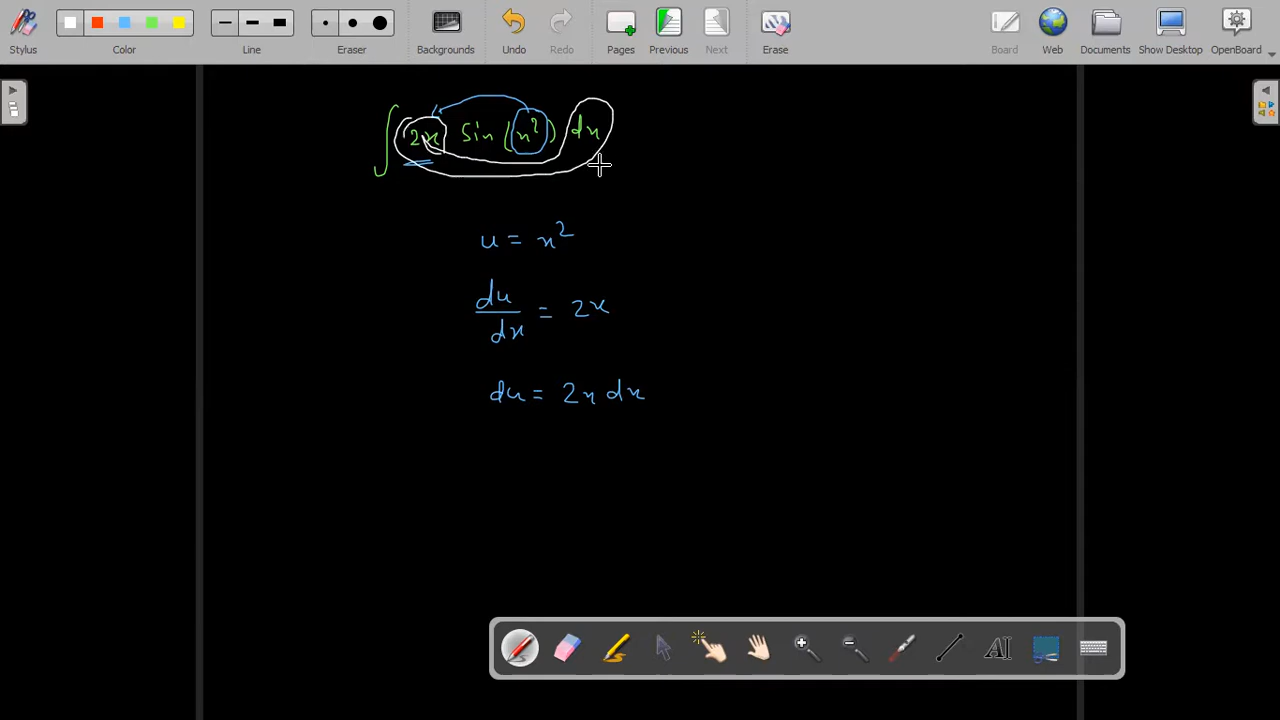 Stylus Color Line Eraser Backgrounds Undo Redo Pages Previous Next Erase Board Web Documents Show Desktop OpenBoard
∫ 2x sin (x²) dx
u = x²
du/dx = 2x
du = 2x dx
AI